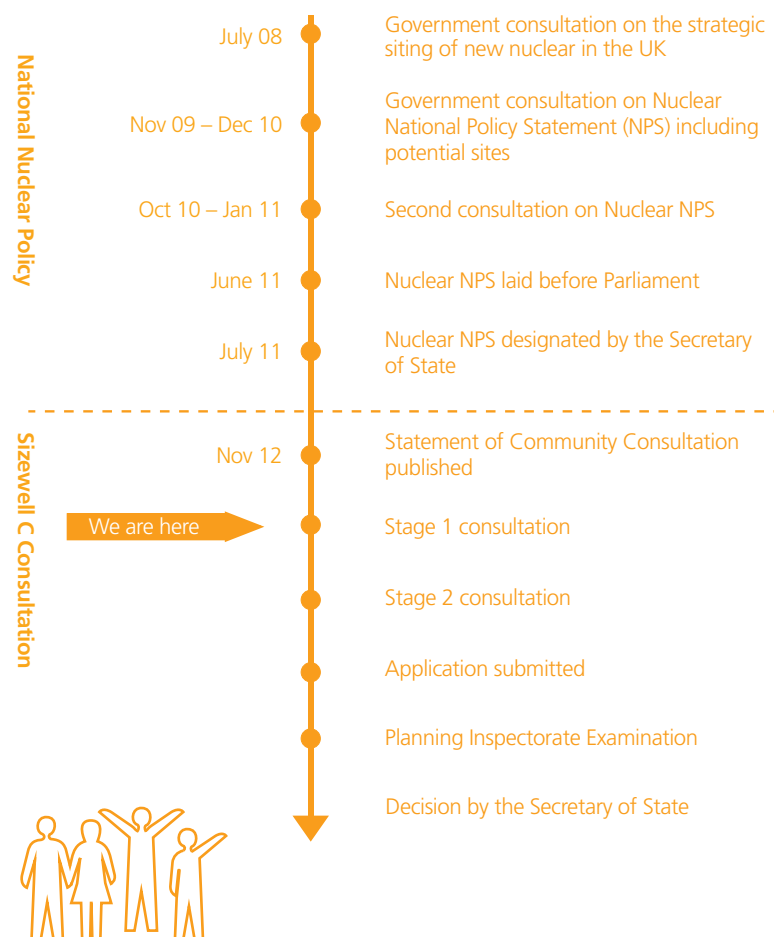 National Nuclear Policy
July 08
Government consultation on the strategic
siting of new nuclear in the UK
Nov 09 – Dec 10
Government consultation on Nuclear
National Policy Statement (NPS) including
potential sites
Oct 10 – Jan 11
Second consultation on Nuclear NPS
June 11
Nuclear NPS laid before Parliament
July 11
Nuclear NPS designated by the Secretary
of State
Sizewell C Consultation
Nov 12
Statement of Community Consultation
published
We are here
Stage 1 consultation
Stage 2 consultation
Application submitted
Planning Inspectorate Examination
Decision by the Secretary of State